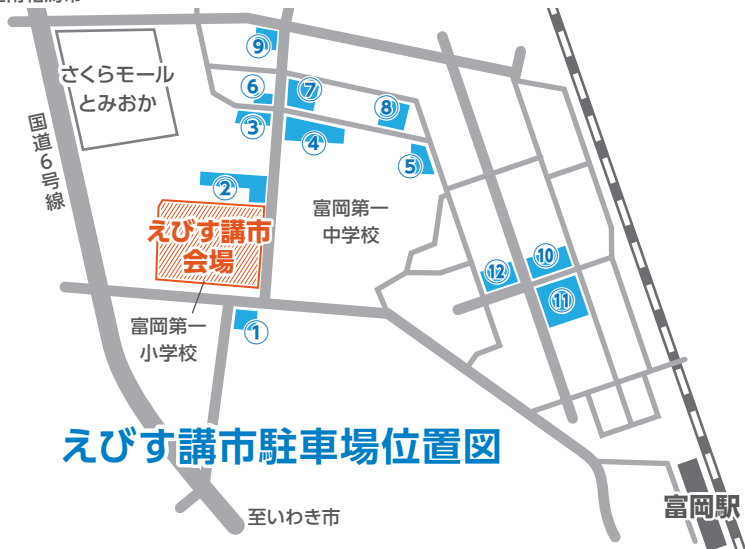 ⑨
さくらモール
とみおか
⑥
⑦
⑧
③
④
⑤
国道6号線
②
富岡第一
中学校
えびす講市
会場
⑩
⑫
⑪
富岡第一
小学校
①
えびす講市駐車場位置図
富岡駅
至いわき市